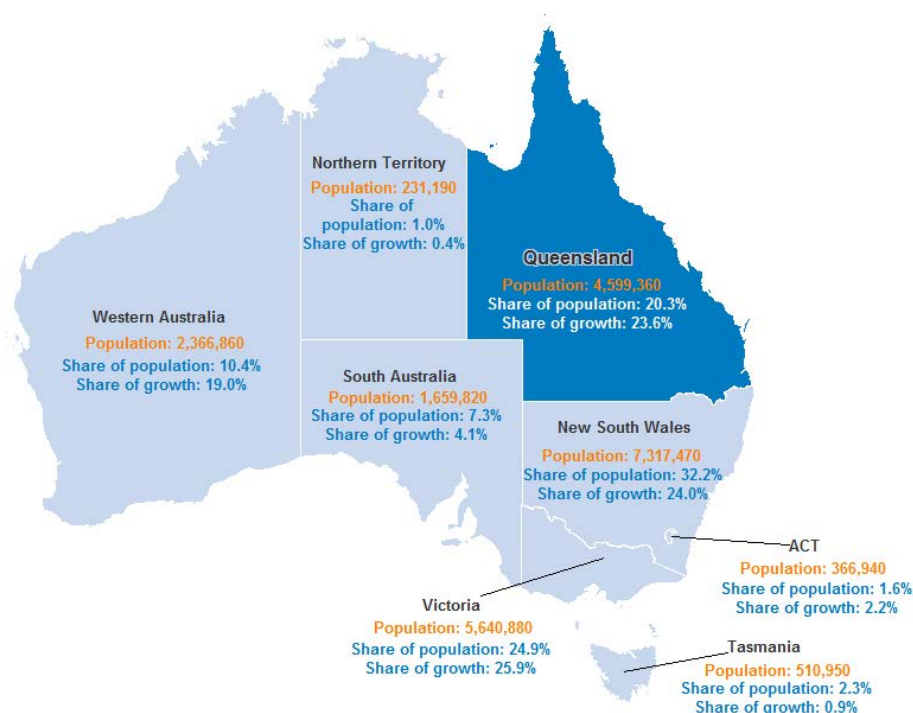 Northern Territory
Population: 231,190
Share of
population: 1.0%
Share of growth: 0.4%
Queensland
Population: 4,599,360
Share of population: 20.3%
Share of growth: 23.6%
Western Australia
Population: 2,366,860
Share of population: 10.4%
Share of growth: 19.0%
South Australia
Population: 1,659,820
Share of population: 7.3%
Share of growth: 4.1%
New South Wales
Population: 7,317,470
Share of population: 32.2%
Share of growth: 24.0%
ACT
Population: 366,940
Share of population: 1.6%
Share of growth: 2.2%
Victoria
Population: 5,640,880
Share of population: 24.9%
Share of growth: 25.9%
Tasmania
Population: 510,950
Share of population: 2.3%
Share of growth: 0.9%